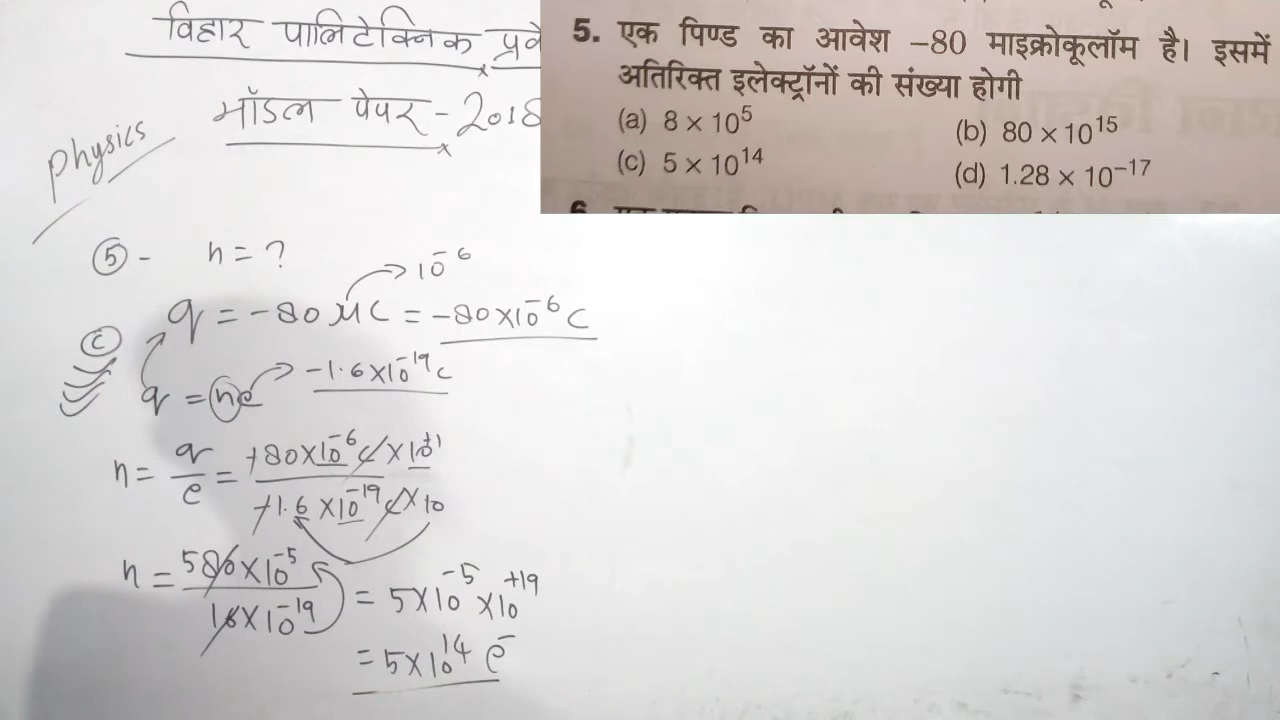 विहार पालिटेक्निक प्रवे
मॉडल पेपर - 2018
Physics
5. एक पिण्ड का आवेश –80 माइक्रोकूलॉम है। इसमें
अतिरिक्त इलेक्ट्रॉनों की संख्या होगी
(a) 8 × 10⁵ (b) 80 × 10¹⁵
(c) 5 × 10¹⁴ (d) 1.28 × 10⁻¹⁷
⑤ - n = ?
10⁻⁶
q = -80 μC = -80×10⁻⁶ C
Ⓒ
q = ne -1.6×10⁻¹⁹ C
n = q/e = +80×10⁻⁶ C × 10⁺¹ / +1.6×10⁻¹⁹ C × 10
n = 5 80×10⁻⁵ / 16×10⁻¹⁹ = 5×10⁻⁵ × 10⁺¹⁹
= 5×10¹⁴ e⁻